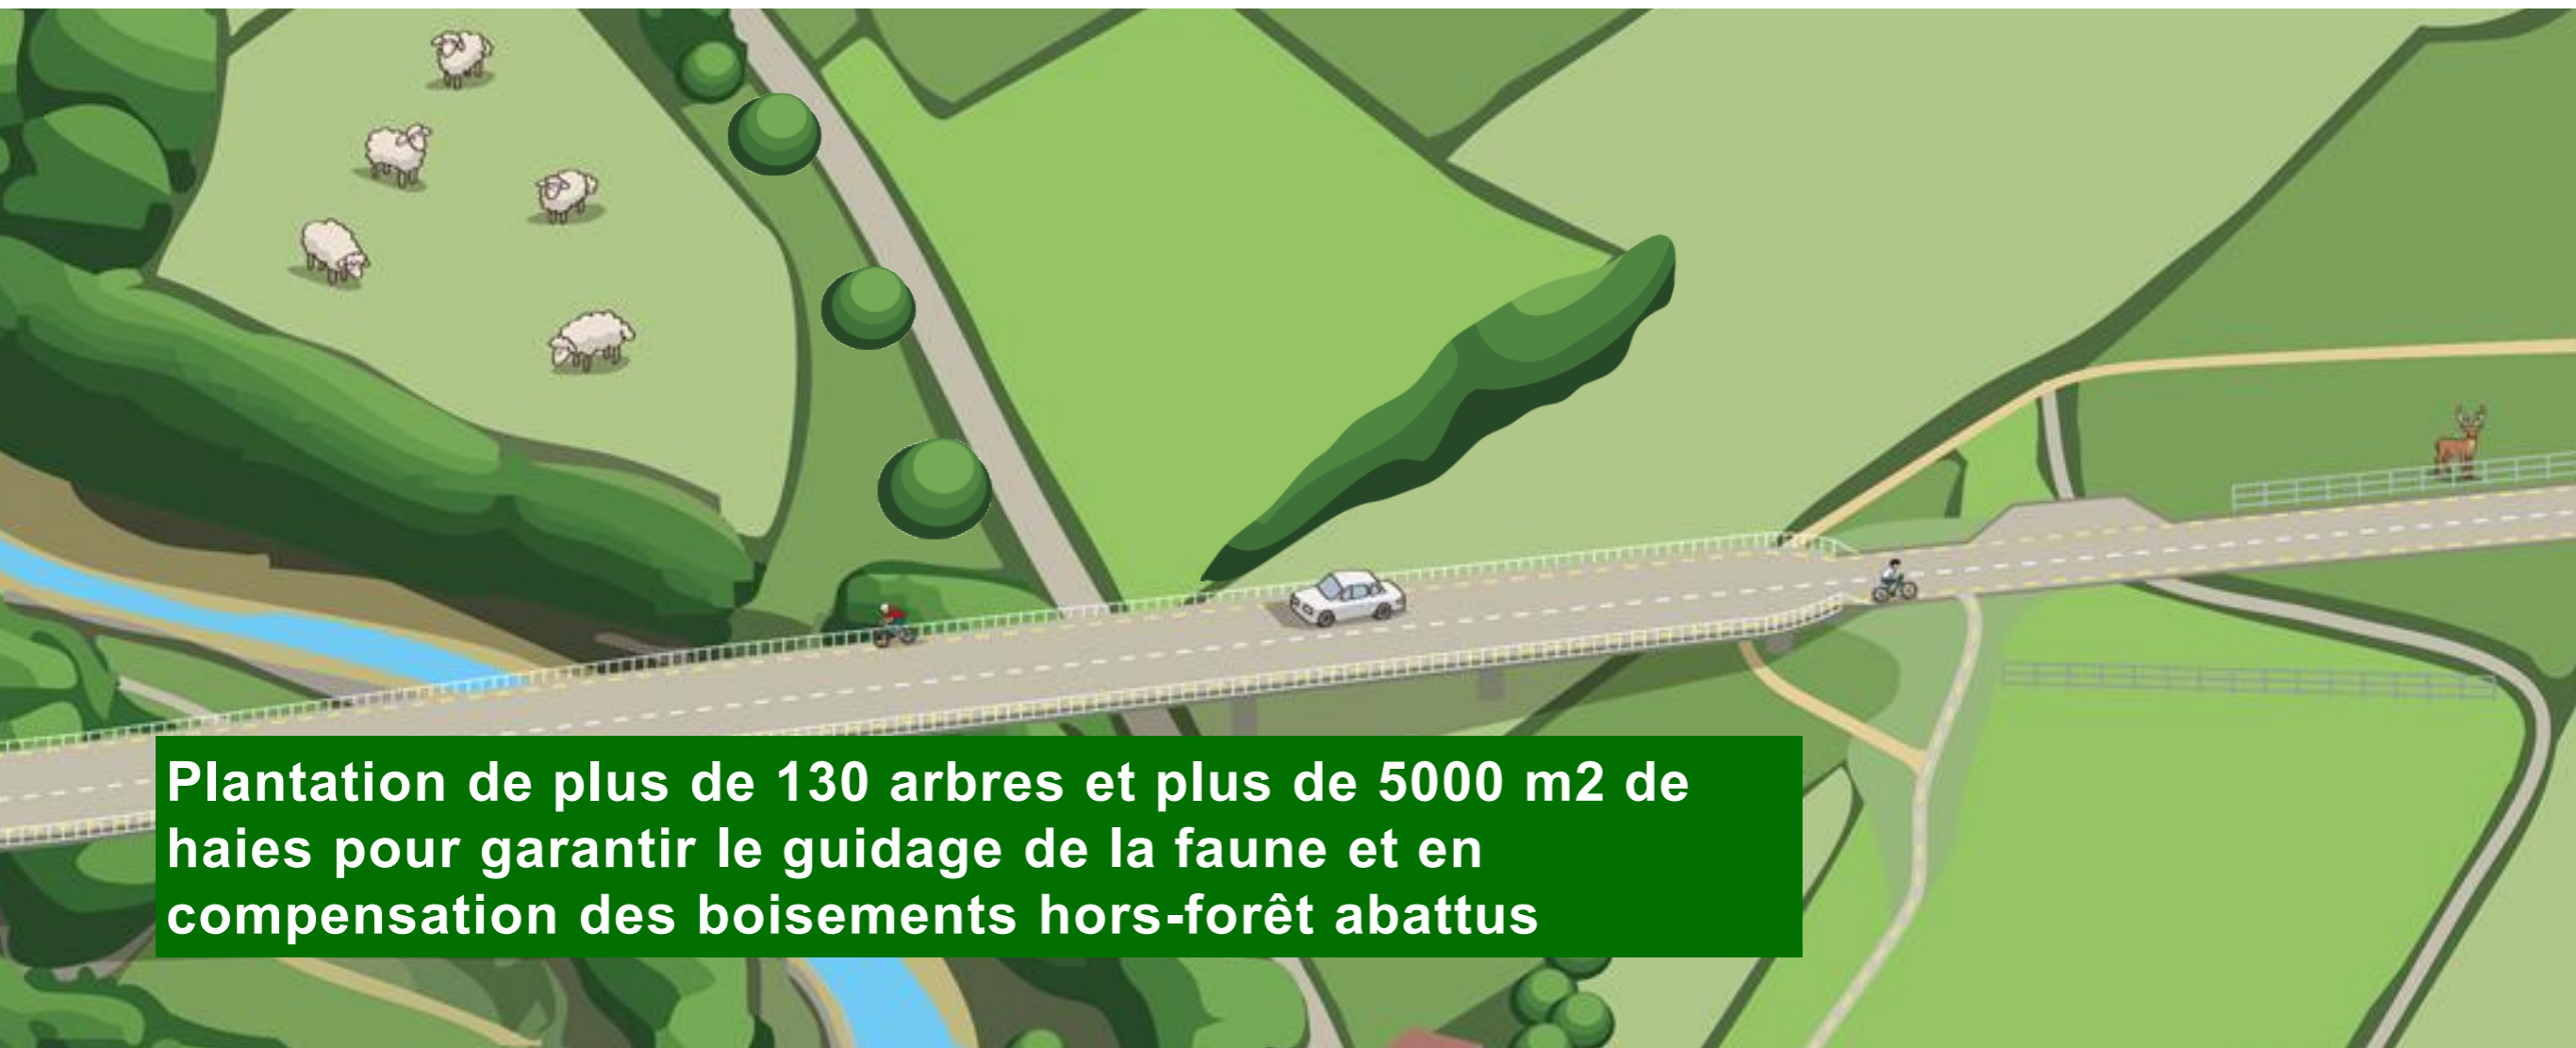 Plantation de plus de 130 arbres et plus de 5000 m2 de
haies pour garantir le guidage de la faune et en
compensation des boisements hors-forêt abattus